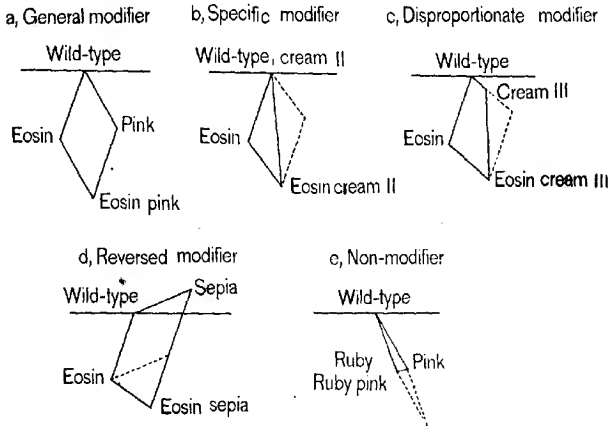 a, General modifier
Wild-type
Eosin
Pink
Eosin pink
b, Specific modifier
Wild-type, cream II
Eosin
Eosin cream II
c, Disproportionate modifier
Wild-type
Cream III
Eosin
Eosin cream III
d, Reversed modifier
Wild-type
Sepia
Eosin
Eosin sepia
e, Non-modifier
Wild-type
Ruby
Pink
Ruby pink